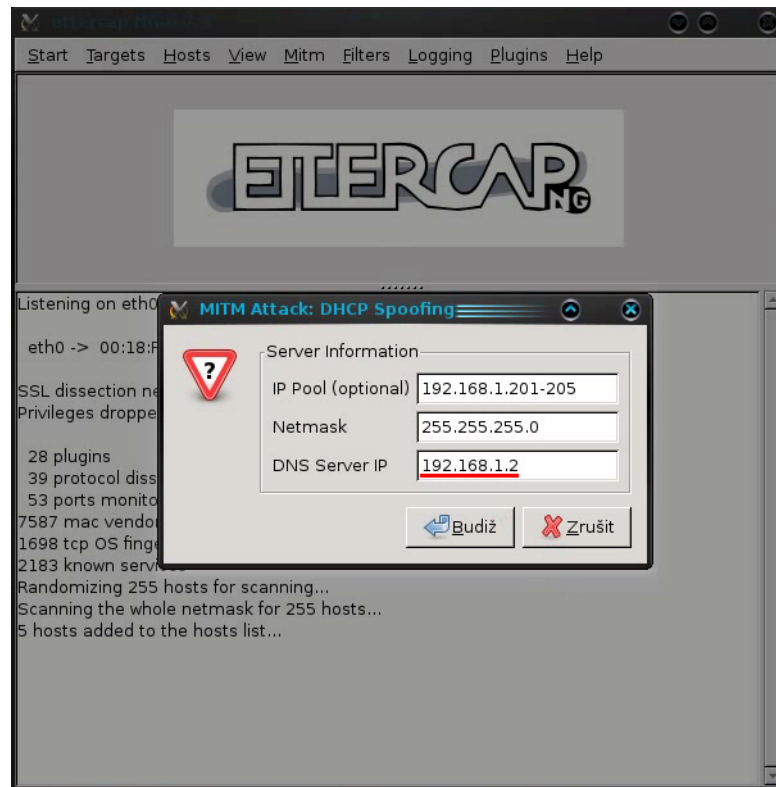 Start Targets Hosts View Mitm Filters Logging Plugins Help
ETTERCAP
NG
Listening on eth0
MITM Attack: DHCP Spoofing
eth0 -> 00:18:F
SSL dissection ne
Privileges droppe
Server Information
IP Pool (optional) 192.168.1.201-205
Netmask 255.255.255.0
DNS Server IP 192.168.1.2
Budiž Zrušit
28 plugins
39 protocol diss
53 ports monito
7587 mac vendo
1698 tcp OS finge
2183 known servi
Randomizing 255 hosts for scanning...
Scanning the whole netmask for 255 hosts...
5 hosts added to the hosts list...